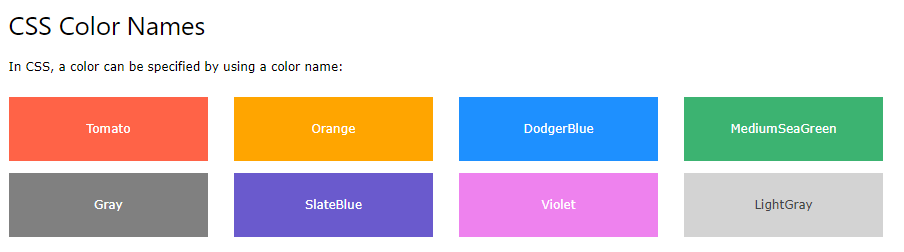 CSS Color Names
In CSS, a color can be specified by using a color name:
Tomato Orange DodgerBlue MediumSeaGreen
Gray SlateBlue Violet LightGray